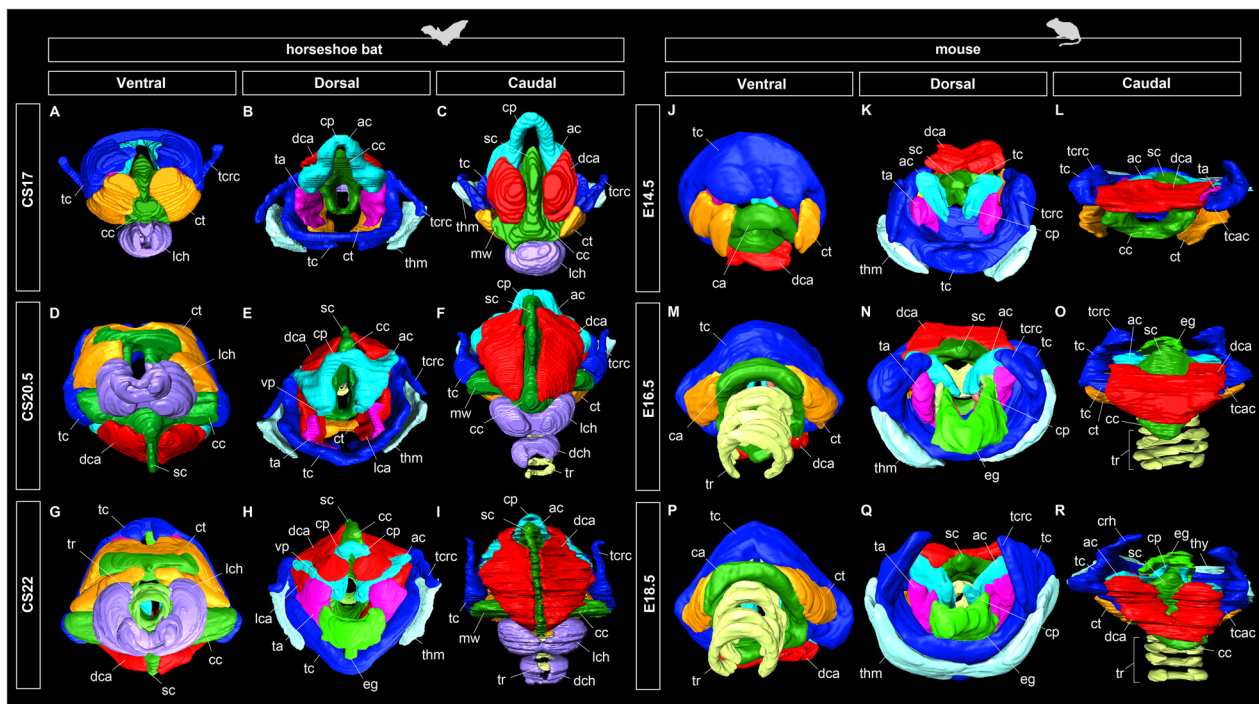 horseshoe bat
mouse
Ventral
Dorsal
Caudal
Ventral
Dorsal
Caudal
CS17
A
tc
cc
lch
ct
tcrc
B
cp
ac
dca
cc
ta
tcrc
tc
ct
thm
C
cp
sc
ac
tc
dca
thm
tcrc
mw
ct
cc
lch
E14.5
J
tc
ca
ct
dca
K
dca
ac
tc
ta
tcrc
cp
thm
tc
L
tcrc
ac
sc
dca
ta
tc
tcac
cc
ct
CS20.5
D
ct
lch
tc
cc
dca
sc
E
sc
dca
cp
cc
ac
tcrc
vp
ct
ta
tc
lca
thm
F
sc
ac
dca
tcrc
tc
mw
ct
cc
lch
dch
tr
E16.5
M
tc
ca
ct
dca
tr
N
dca
sc
ac
tcrc
tc
ta
cp
thm
eg
O
tcrc
ac
sc
eg
dca
tc
tcac
ct
cc
tr
CS22
G
tc
ct
tr
lch
dca
cc
sc
H
sc
cc
dca
cp
cp
vp
ac
tcrc
lca
ta
thm
tc
eg
I
cp
sc
ac
dca
tcrc
tc
mw
cc
lch
tr
dch
E18.5
P
tc
ca
ct
tr
dca
Q
tcrc
sc
ac
tc
ta
cp
thm
eg
R
crh
cp
eg
sc
thy
tc
ct
dca
tcac
cc
tr